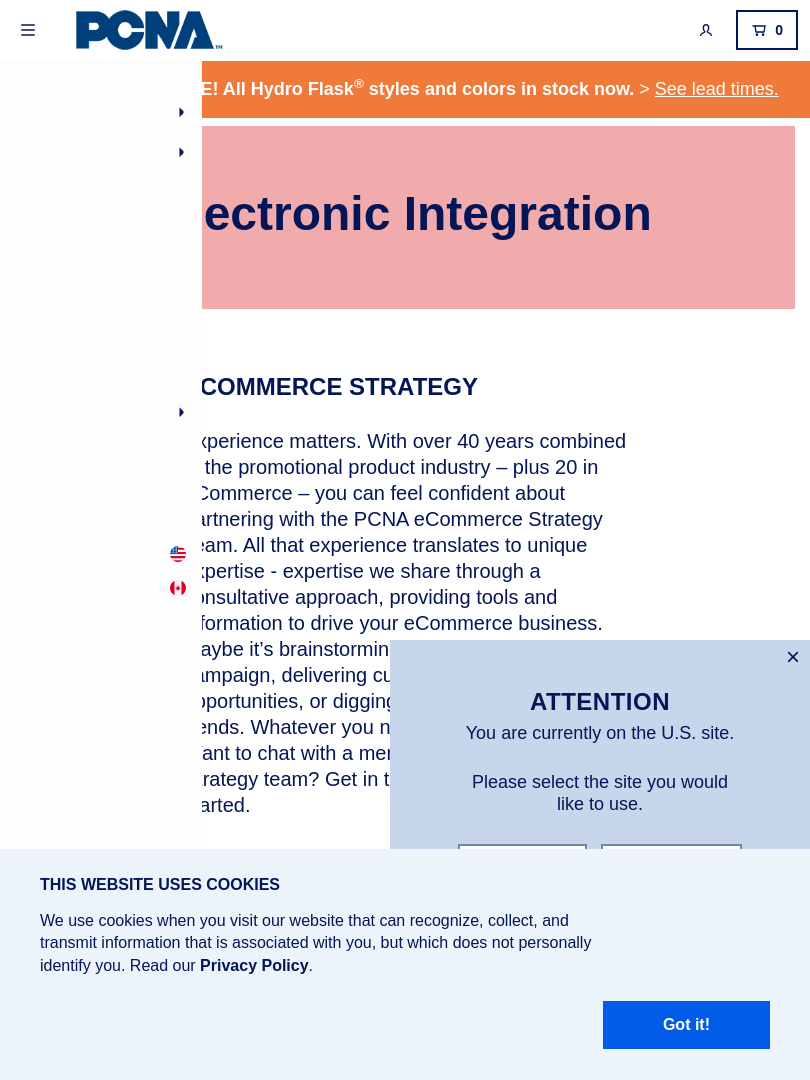 PCNA™
0
E! All Hydro Flask® styles and colors in stock now. > See lead times.
lectronic Integration
COMMERCE STRATEGY
xperience matters. With over 40 years combined
the promotional product industry – plus 20 in
Commerce – you can feel confident about
artnering with the PCNA eCommerce Strategy
eam. All that experience translates to unique
xpertise - expertise we share through a
onsultative approach, providing tools and
formation to drive your eCommerce business.
aybe it’s brainstormin
ampaign, delivering cu
pportunities, or digging
ends. Whatever you n
ant to chat with a mer
rategy team? Get in t
arted.
×
ATTENTION
You are currently on the U.S. site.
Please select the site you would
like to use.
THIS WEBSITE USES COOKIES
We use cookies when you visit our website that can recognize, collect, and
transmit information that is associated with you, but which does not personally
identify you. Read our Privacy Policy.
Got it!